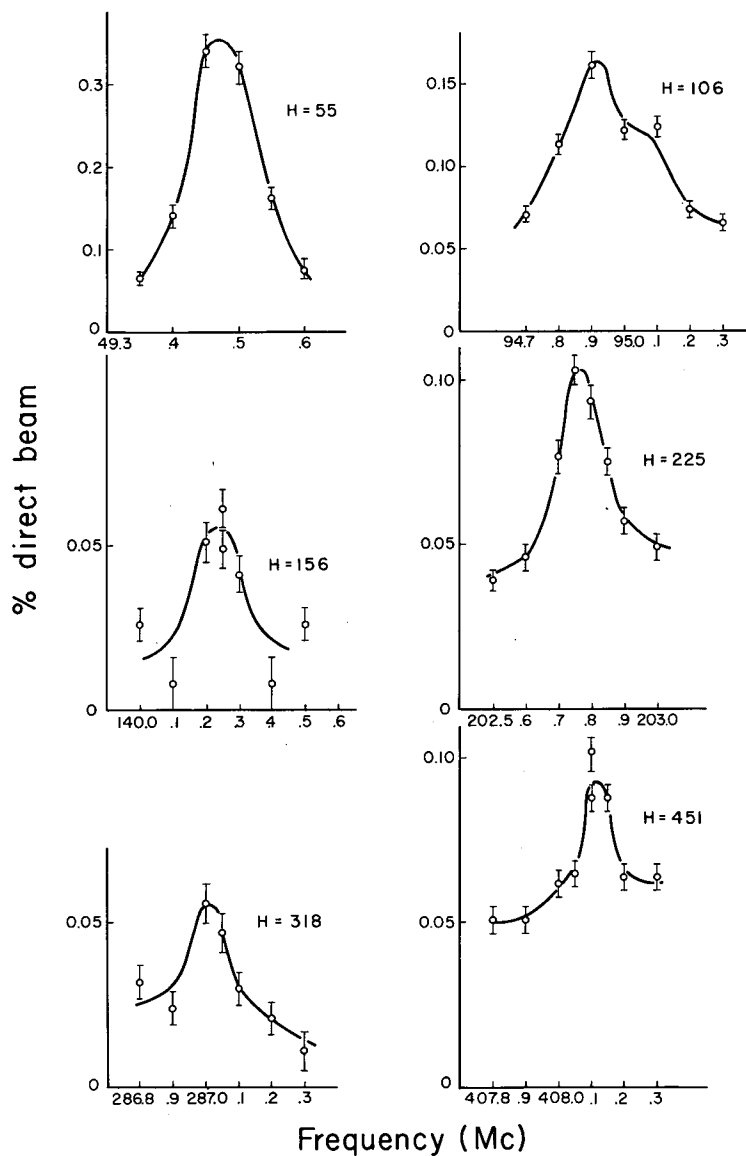 0.3
0.2
0.1
0
H = 55
49.3 .4 .5 .6
0.15
0.10
0.05
0
H = 106
94.7 .8 .9 95.0 .1 .2 .3
0.05
0
H = 156
140.0 .1 .2 .3 .4 .5 .6
0.10
0.05
0
H = 225
202.5 .6 .7 .8 .9 203.0
0.05
0
H = 318
286.8 .9 287.0 .1 .2 .3
0.10
0.05
0
H = 451
407.8 .9 408.0 .1 .2 .3
% direct beam
Frequency (Mc)